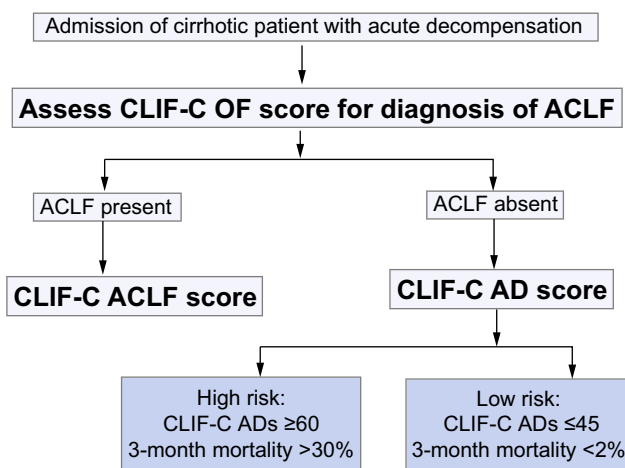 Admission of cirrhotic patient with acute decompensation
Assess CLIF-C OF score for diagnosis of ACLF
ACLF present
ACLF absent
CLIF-C ACLF score
CLIF-C AD score
High risk:
CLIF-C ADs ≥60
3-month mortality >30%
Low risk:
CLIF-C ADs ≤45
3-month mortality <2%